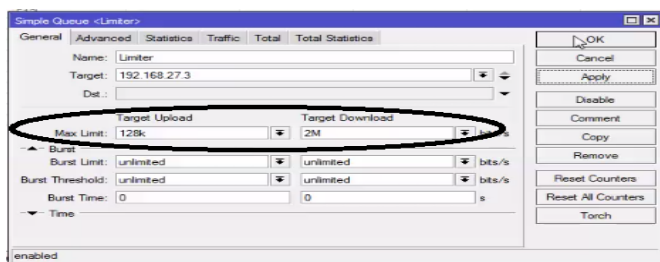 Simple Queue <Limiter>
General Advanced Statistics Traffic Total Total Statistics
Name: Limiter
Target: 192.168.27.3
Dst.:
Target Upload Target Download
Max Limit: 128k 2M bits/s
Burst
Burst Limit: unlimited unlimited bits/s
Burst Threshold: unlimited unlimited bits/s
Burst Time: 0 0 s
Time
enabled
OK
Cancel
Apply
Disable
Comment
Copy
Remove
Reset Counters
Reset All Counters
Torch